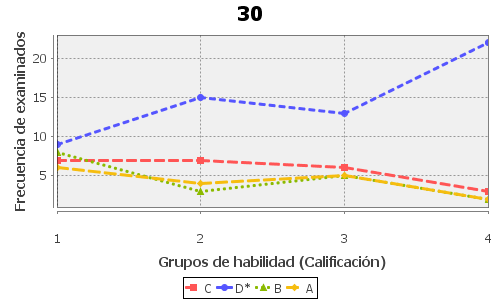 30
Frecuencia de examinados
20
15
10
5
1 2 3 4
Grupos de habilidad (Calificación)
C D* B A